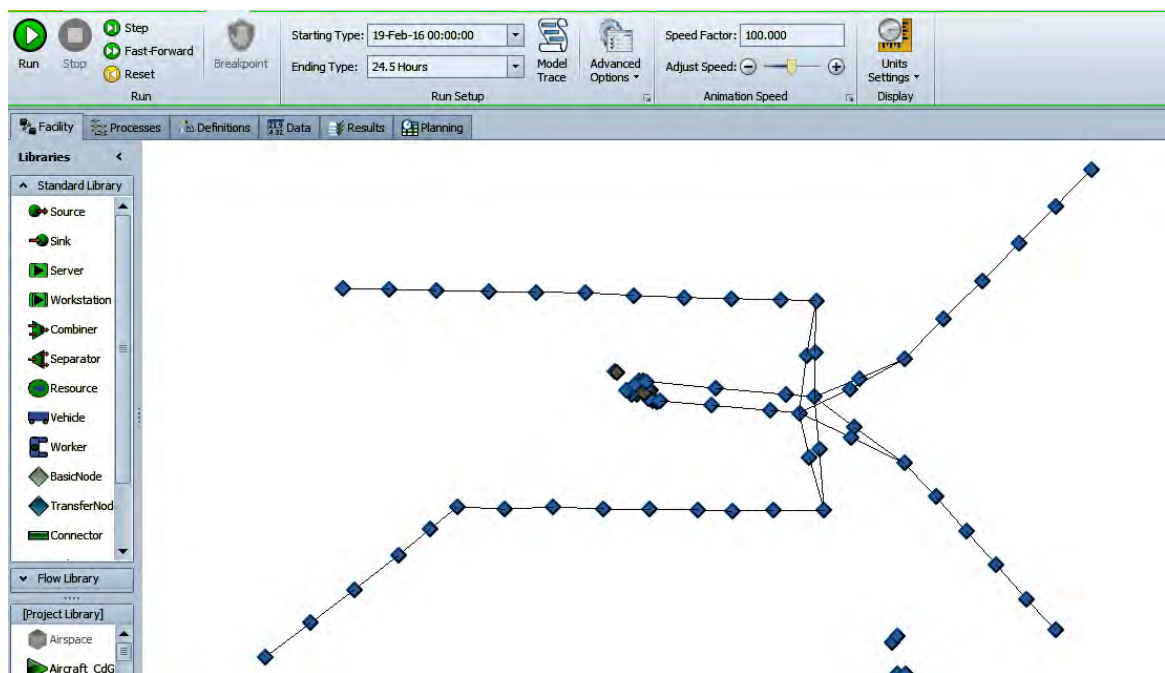 Run
Stop
Step
Fast-Forward
Reset
Breakpoint
Starting Type: 19-Feb-16 00:00:00
Ending Type: 24.5 Hours
Model Trace
Advanced Options
Speed Factor: 100.000
Adjust Speed:
Units Settings
Run
Run Setup
Animation Speed
Display
Facility
Processes
Definitions
Data
Results
Planning
Libraries
Standard Library
Source
Sink
Server
Workstation
Combiner
Separator
Resource
Vehicle
Worker
BasicNode
TransferNod
Connector
Flow Library
[Project Library]
Airspace
Aircraft_CdG